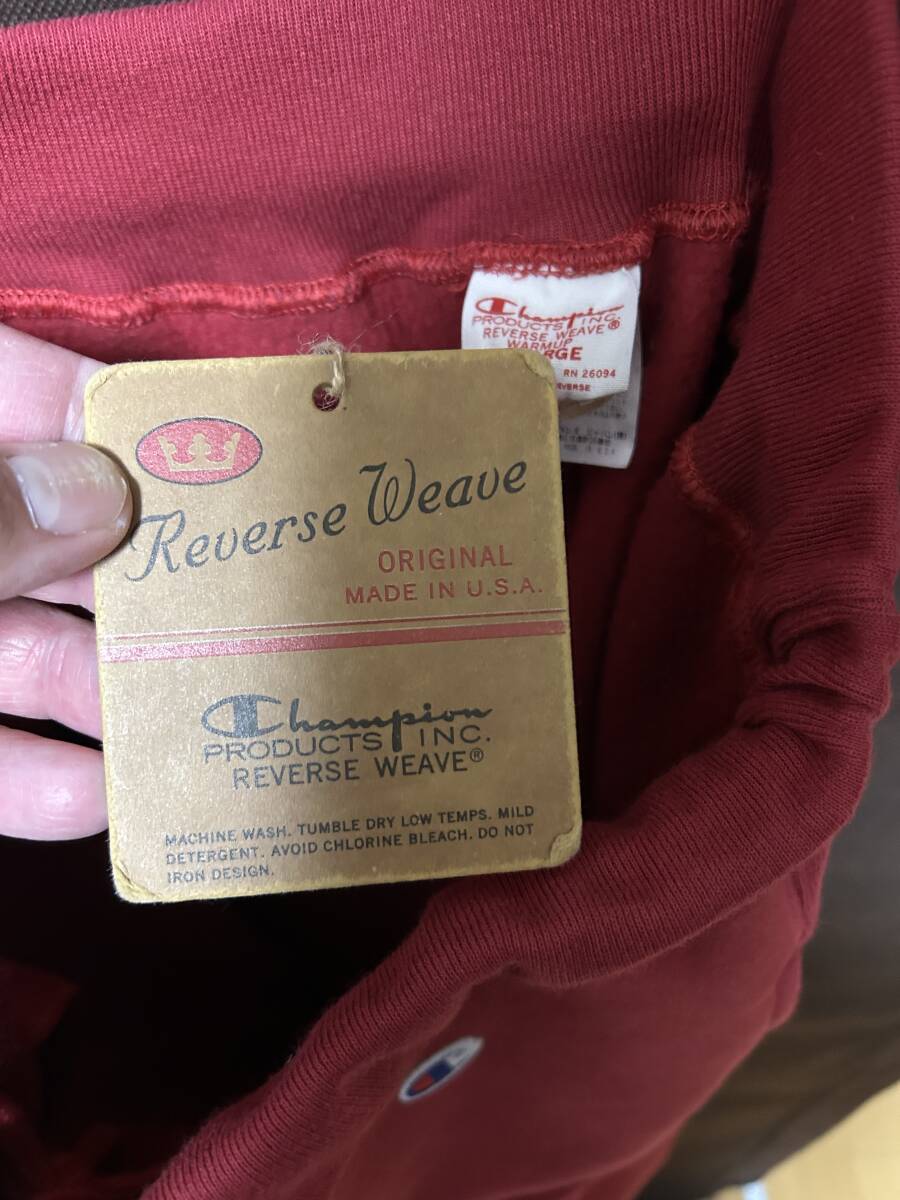 Champion
PRODUCTS INC.
REVERSE WEAVE®
WARMUP
RN 26094
Reverse Weave
ORIGINAL
MADE IN U.S.A.
Champion
PRODUCTS INC.
REVERSE WEAVE®
MACHINE WASH. TUMBLE DRY LOW TEMPS. MILD
DETERGENT. AVOID CHLORINE BLEACH. DO NOT
IRON DESIGN.